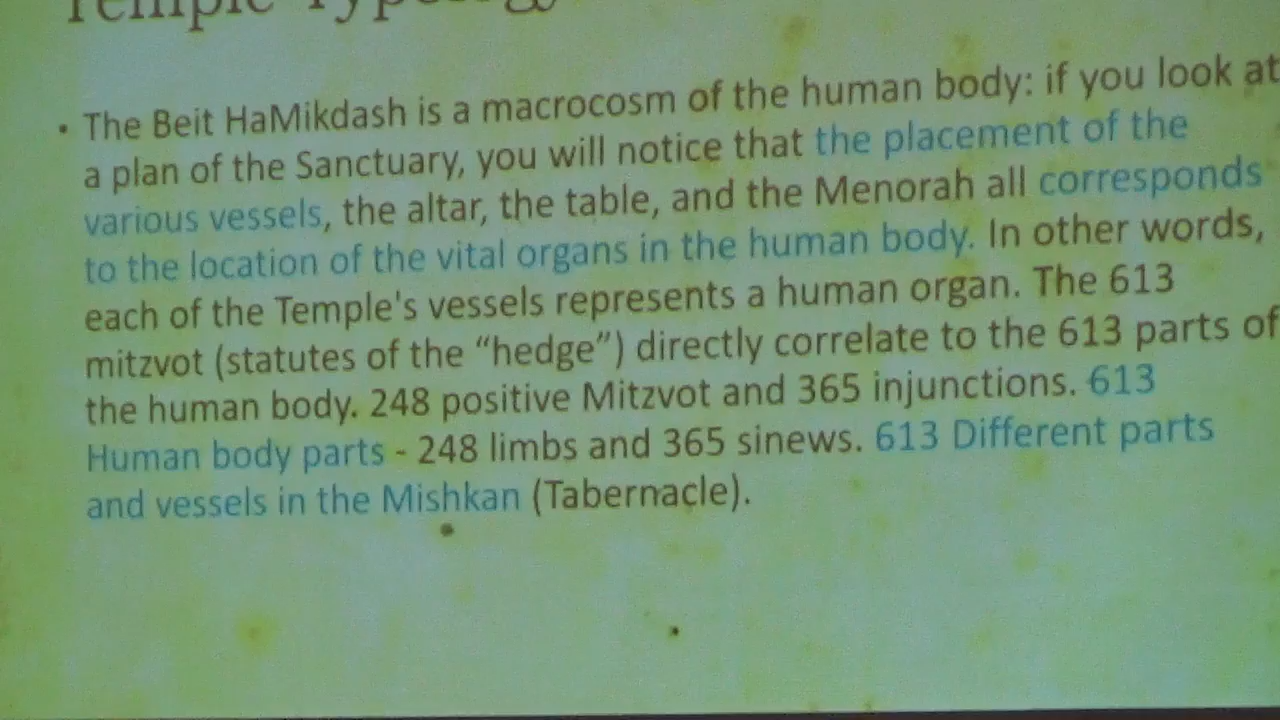 Temple Typology
• The Beit HaMikdash is a macrocosm of the human body: if you look at
a plan of the Sanctuary, you will notice that the placement of the
various vessels, the altar, the table, and the Menorah all corresponds
to the location of the vital organs in the human body. In other words,
each of the Temple's vessels represents a human organ. The 613
mitzvot (statutes of the “hedge”) directly correlate to the 613 parts of
the human body. 248 positive Mitzvot and 365 injunctions. 613
Human body parts - 248 limbs and 365 sinews. 613 Different parts
and vessels in the Mishkan (Tabernacle).